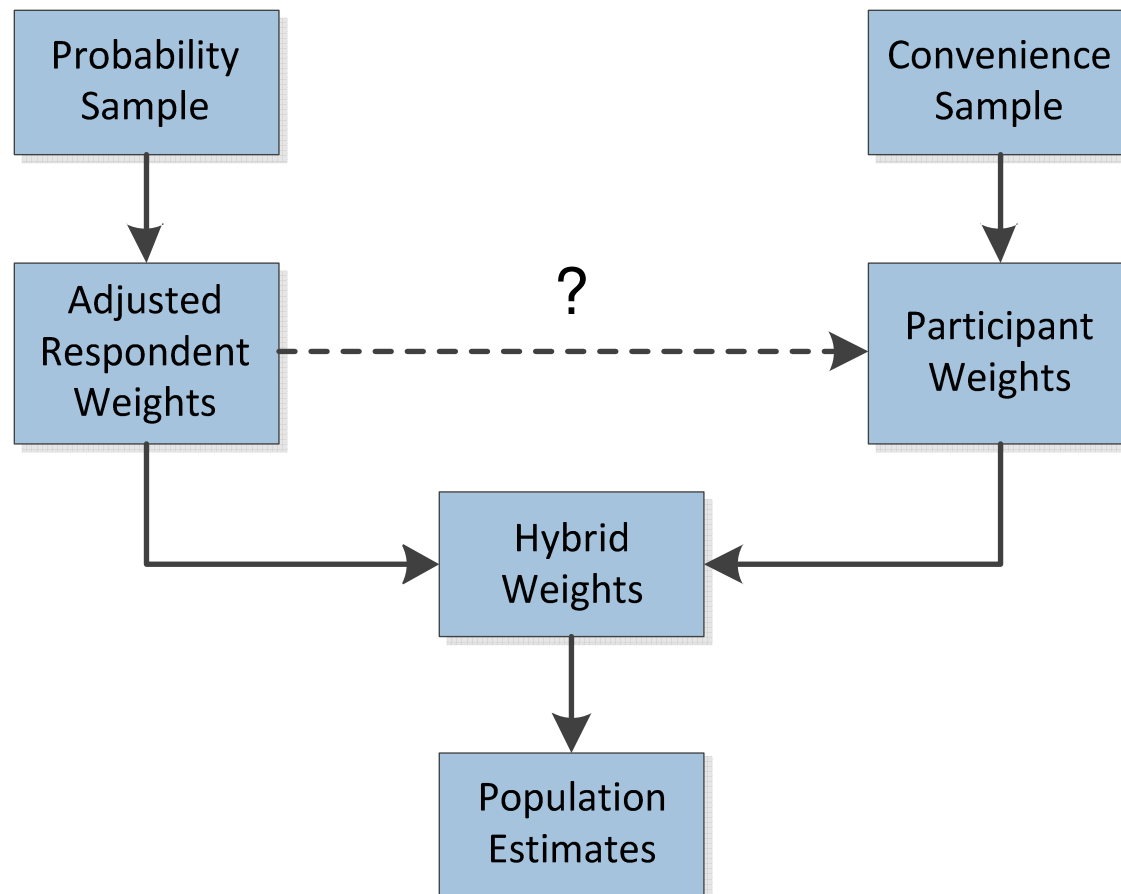 Probability
Sample
Convenience
Sample
Adjusted
Respondent
Weights
?
Participant
Weights
Hybrid
Weights
Population
Estimates